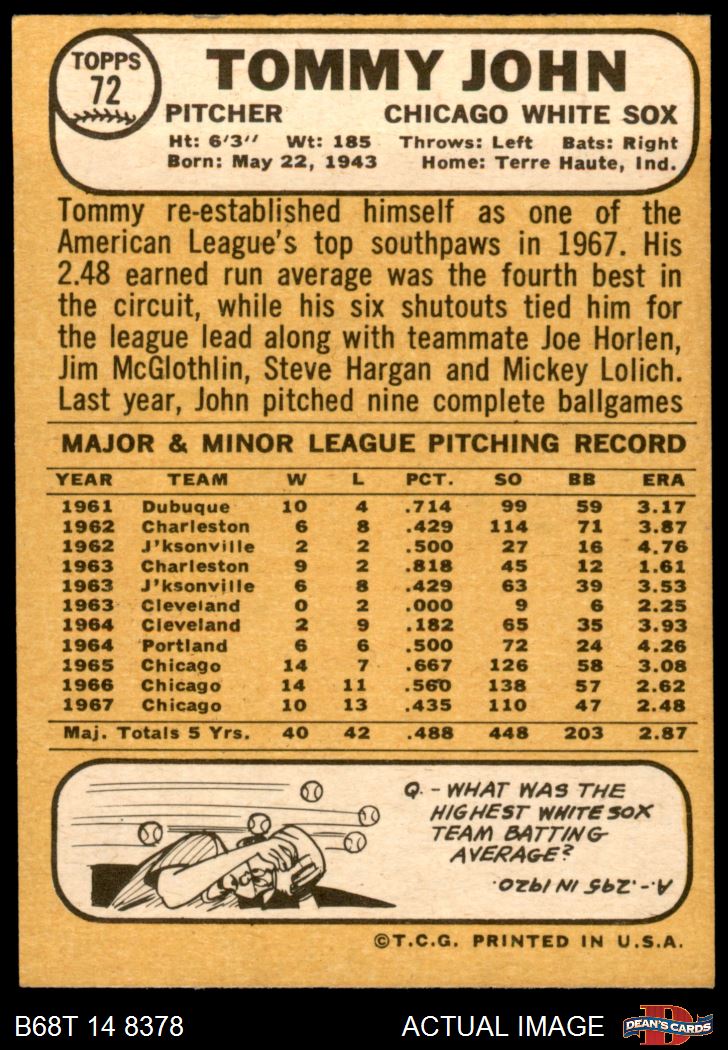 TOPPS
72
TOMMY JOHN
PITCHER CHICAGO WHITE SOX
Ht: 6'3" Wt: 185 Throws: Left Bats: Right
Born: May 22, 1943 Home: Terre Haute, Ind.
Tommy re-established himself as one of the
American League's top southpaws in 1967. His
2.48 earned run average was the fourth best in
the circuit, while his six shutouts tied him for
the league lead along with teammate Joe Horlen,
Jim McGlothlin, Steve Hargan and Mickey Lolich.
Last year, John pitched nine complete ballgames
MAJOR & MINOR LEAGUE PITCHING RECORD
YEAR TEAM W L PCT. SO BB ERA
1961 Dubuque 10 4 .714 99 59 3.17
1962 Charleston 6 8 .429 114 71 3.87
1962 J'ksonville 2 2 .500 27 16 4.76
1963 Charleston 9 2 .818 45 12 1.61
1963 J'ksonville 6 8 .429 63 39 3.53
1963 Cleveland 0 2 .000 9 6 2.25
1964 Cleveland 2 9 .182 65 35 3.93
1964 Portland 6 6 .500 72 24 4.26
1965 Chicago 14 7 .667 126 58 3.08
1966 Chicago 14 11 .560 138 57 2.62
1967 Chicago 10 13 .435 110 47 2.48
Maj. Totals 5 Yrs. 40 42 .488 448 203 2.87
Q.-WHAT WAS THE
HIGHEST WHITE SOX
TEAM BATTING
AVERAGE?
A-.295 IN 1920.
©T.C.G. PRINTED IN U.S.A.
B68T 14 8378 ACTUAL IMAGE
D
DEAN'S CARDS